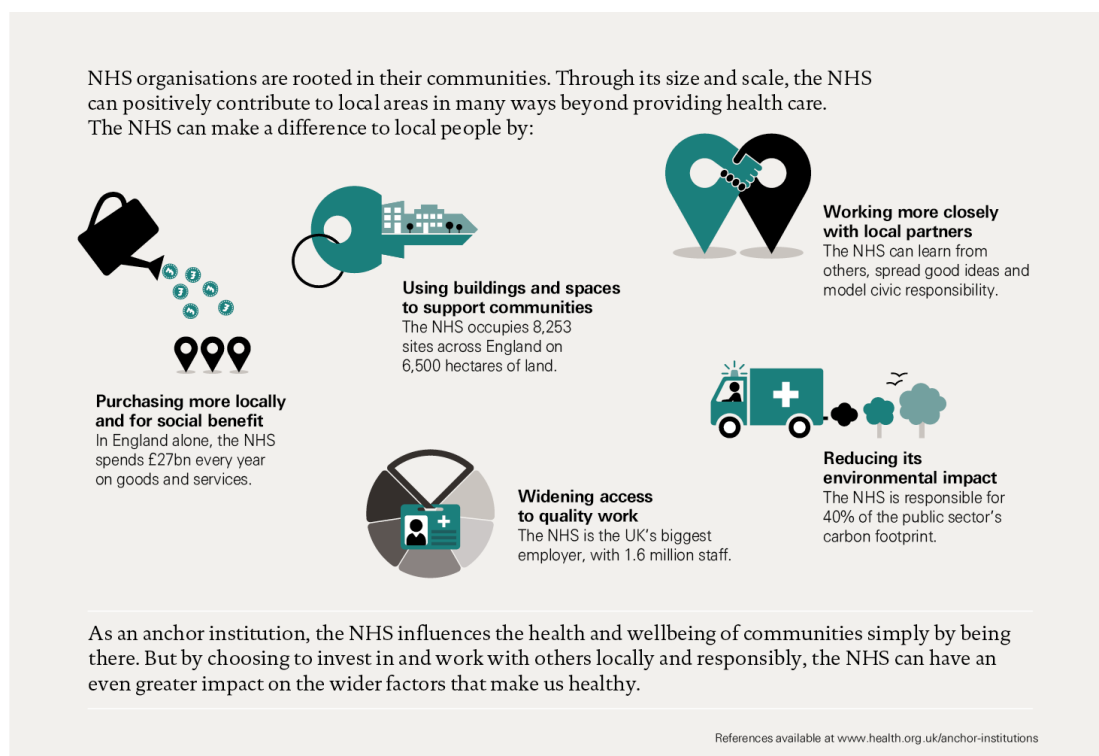 NHS organisations are rooted in their communities. Through its size and scale, the NHS
can positively contribute to local areas in many ways beyond providing health care.
The NHS can make a difference to local people by:
Purchasing more locally
and for social benefit
In England alone, the NHS
spends £27bn every year
on goods and services.
Using buildings and spaces
to support communities
The NHS occupies 8,253
sites across England on
6,500 hectares of land.
Working more closely
with local partners
The NHS can learn from
others, spread good ideas and
model civic responsibility.
Widening access
to quality work
The NHS is the UK's biggest
employer, with 1.6 million staff.
Reducing its
environmental impact
The NHS is responsible for
40% of the public sector's
carbon footprint.
As an anchor institution, the NHS influences the health and wellbeing of communities simply by being
there. But by choosing to invest in and work with others locally and responsibly, the NHS can have an
even greater impact on the wider factors that make us healthy.
References available at www.health.org.uk/anchor-institutions